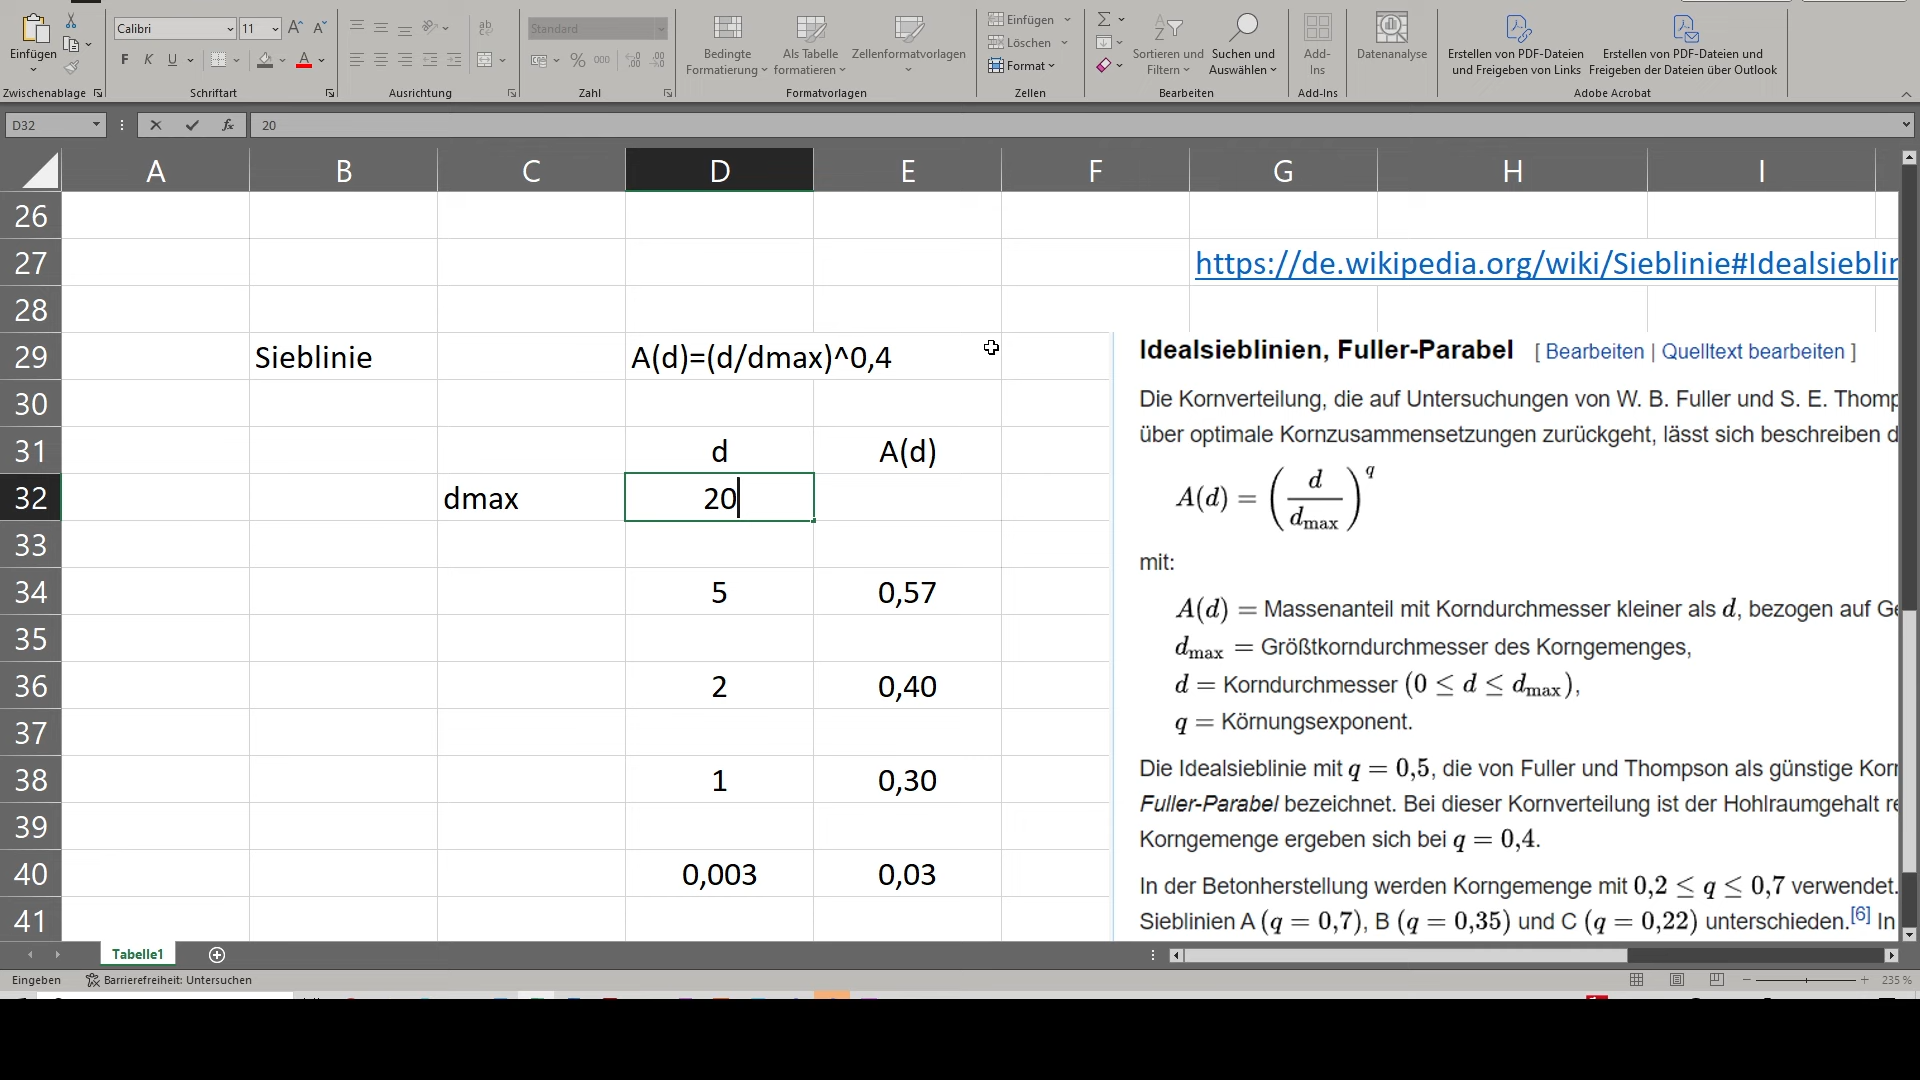 Calibri 11
Standard
Einfügen
F K U
Bedingte Formatierung
Als Tabelle formatieren
Zellenformatvorlagen
Einfügen
Löschen
Format
Sortieren und Filtern
Suchen und Auswählen
Add-Ins
Datenanalyse
Erstellen von PDF-Dateien und Freigeben von Links
Erstellen von PDF-Dateien und Freigeben der Dateien über Outlook
Zwischenablage Schriftart Ausrichtung Zahl Formatvorlagen Zellen Bearbeiten Add-Ins Adobe Acrobat
D32 fx 20
A B C D E F G H I
26
27 https://de.wikipedia.org/wiki/Sieblinie#Idealsieblin
28
29 Sieblinie A(d)=(d/dmax)^0,4
30
31 d A(d)
32 dmax 20
33
34 5 0,57
35
36 2 0,40
37
38 1 0,30
39
40 0,003 0,03
41
Idealsieblinien, Fuller-Parabel [ Bearbeiten | Quelltext bearbeiten ]
Die Kornverteilung, die auf Untersuchungen von W. B. Fuller und S. E. Thomp
über optimale Kornzusammensetzungen zurückgeht, lässt sich beschreiben d
A(d) = (d/dmax)^q
mit:
A(d) = Massenanteil mit Korndurchmesser kleiner als d, bezogen auf Ge
dmax = Größtkorndurchmesser des Korngemenges,
d = Korndurchmesser (0 ≤ d ≤ dmax),
q = Körnungsexponent.
Die Idealsieblinie mit q = 0,5, die von Fuller und Thompson als günstige Korn
Fuller-Parabel bezeichnet. Bei dieser Kornverteilung ist der Hohlraumgehalt re
Korngemenge ergeben sich bei q = 0,4.
In der Betonherstellung werden Korngemenge mit 0,2 ≤ q ≤ 0,7 verwendet.
Sieblinien A (q = 0,7), B (q = 0,35) und C (q = 0,22) unterschieden.[6] In
Tabelle1
Eingeben Barrierefreiheit: Untersuchen 235 %